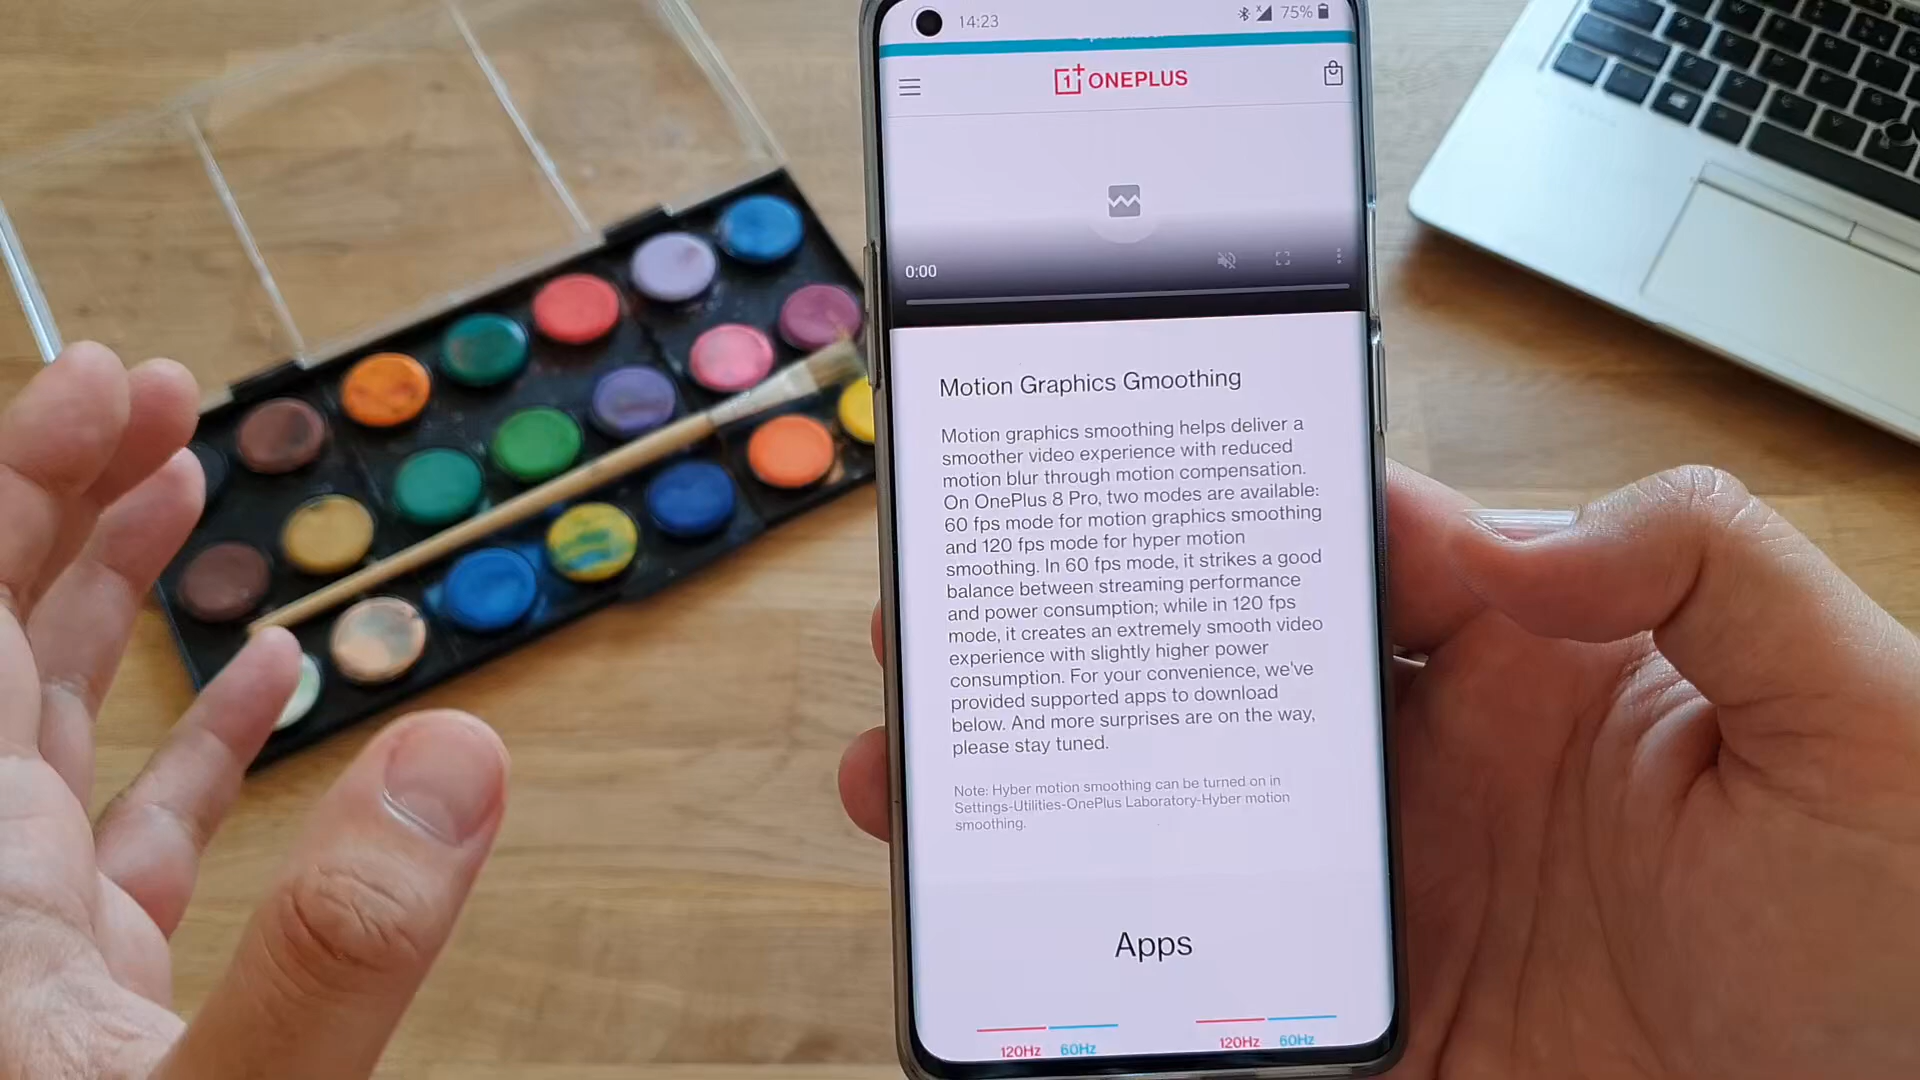 14:23
75%
ONEPLUS
0:00
Motion Graphics Gmoothing
Motion graphics smoothing helps deliver a
smoother video experience with reduced
motion blur through motion compensation.
On OnePlus 8 Pro, two modes are available:
60 fps mode for motion graphics smoothing
and 120 fps mode for hyper motion
smoothing. In 60 fps mode, it strikes a good
balance between streaming performance
and power consumption; while in 120 fps
mode, it creates an extremely smooth video
experience with slightly higher power
consumption. For your convenience, we've
provided supported apps to download
below. And more surprises are on the way,
please stay tuned.
Note: Hyber motion smoothing can be turned on in
Settings-Utilities-OnePlus Laboratory-Hyber motion
smoothing.
Apps
120Hz 60Hz 120Hz 60Hz